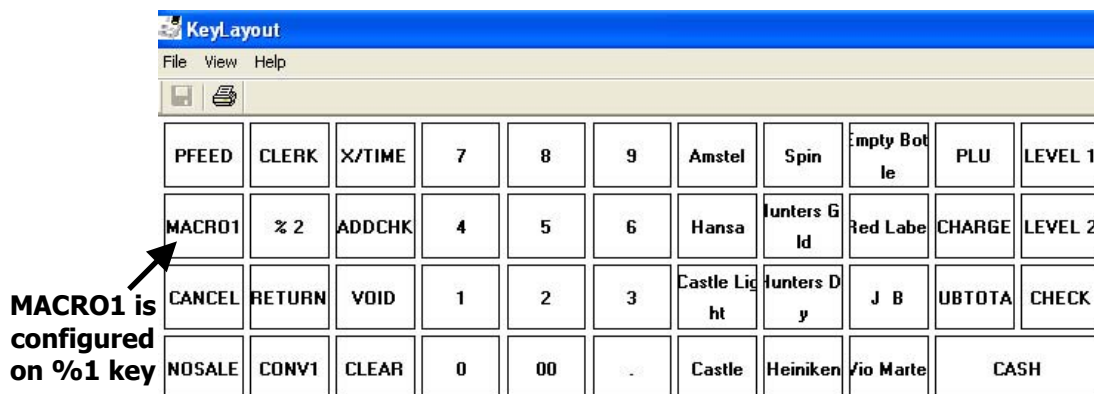 KeyLayout
File View Help
PFEED CLERK X/TIME 7 8 9 Amstel Spin Empty Bot
le PLU LEVEL 1
MACRO1 % 2 ADDCHK 4 5 6 Hansa Hunters G
ld Red Labe CHARGE LEVEL 2
CANCEL RETURN VOID 1 2 3 Castle Lig
ht Hunters D
y J B UBTOTA CHECK
NOSALE CONV1 CLEAR 0 00 . Castle Heiniken Vio Marte CASH
MACRO1 is
configured
on %1 key